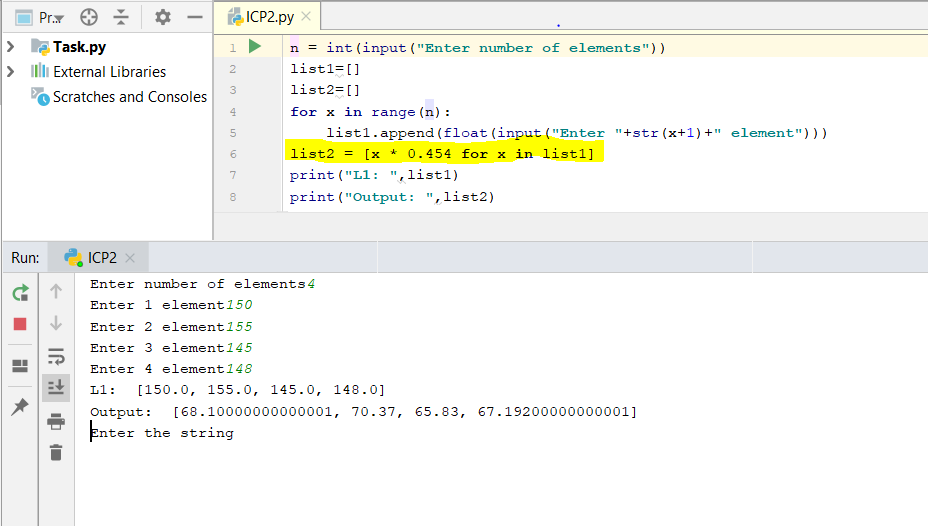 Pr...
ICP2.py
Task.py
External Libraries
Scratches and Consoles
1 n = int(input("Enter number of elements"))
2 list1=[]
3 list2=[]
4 for x in range(n):
5 list1.append(float(input("Enter "+str(x+1)+" element")))
6 list2 = [x * 0.454 for x in list1]
7 print("L1: ",list1)
8 print("Output: ",list2)
Run: ICP2
Enter number of elements4
Enter 1 element150
Enter 2 element155
Enter 3 element145
Enter 4 element148
L1:  [150.0, 155.0, 145.0, 148.0]
Output:  [68.10000000000001, 70.37, 65.83, 67.19200000000001]
Enter the string